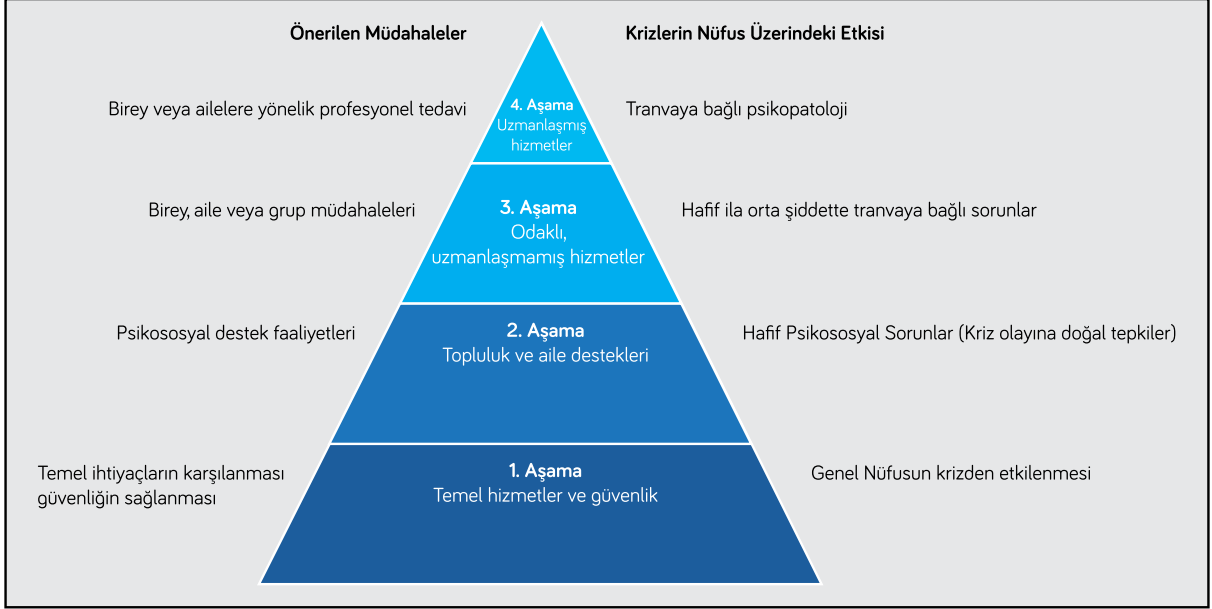 Önerilen Müdahaleler
Krizlerin Nüfus Üzerindeki Etkisi
Birey veya ailelere yönelik profesyonel tedavi
4. Aşama
Uzmanlaşmış
hizmetler
Tranvaya bağlı psikopatoloji
Birey, aile veya grup müdahaleleri
3. Aşama
Odaklı,
uzmanlaşmamış hizmetler
Hafif ila orta şiddette tranvaya bağlı sorunlar
Psikososyal destek faaliyetleri
2. Aşama
Topluluk ve aile destekleri
Hafif Psikososyal Sorunlar (Kriz olayına doğal tepkiler)
Temel ihtiyaçların karşılanması
güvenliğin sağlanması
1. Aşama
Temel hizmetler ve güvenlik
Genel Nüfusun krizden etkilenmesi